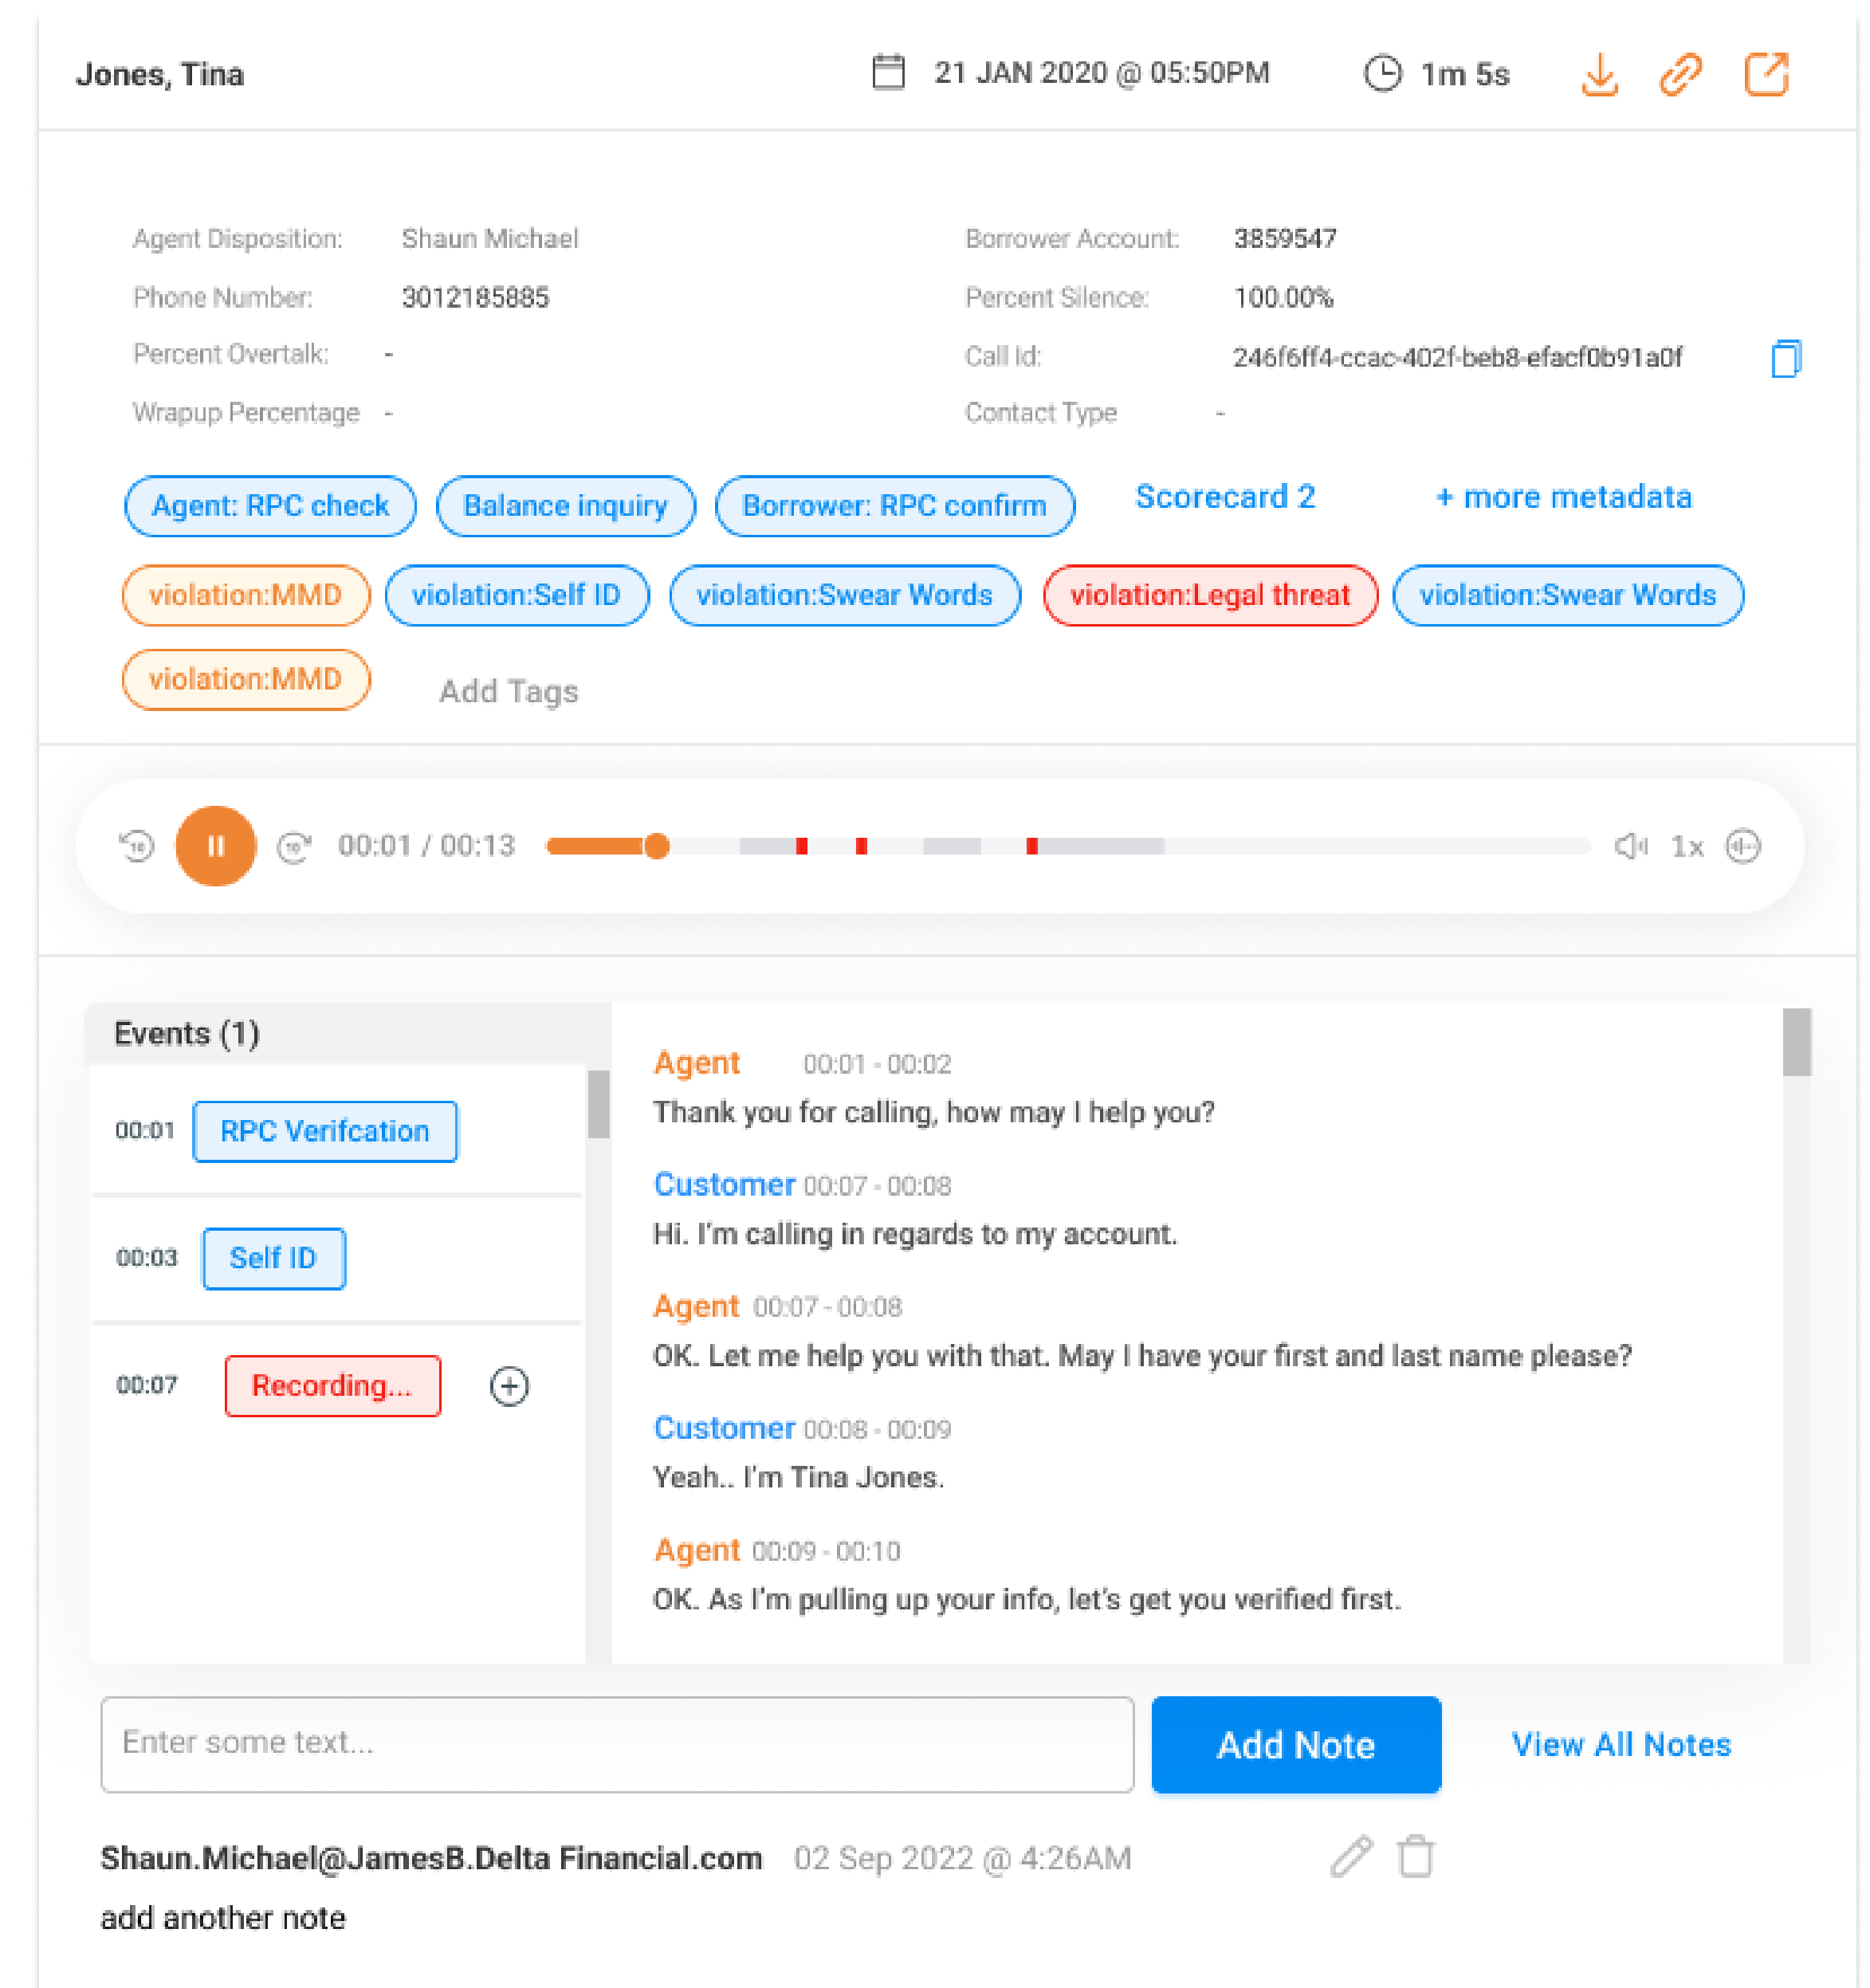 Jones, Tina 21 JAN 2020 @ 05:50PM 1m 5s
Agent Disposition: Shaun Michael Borrower Account: 3859547
Phone Number: 3012185885 Percent Silence: 100.00%
Percent Overtalk: - Call Id: 246f6ff4-ccac-402f-beb8-efacf0b91a0f
Wrapup Percentage - Contact Type -
Agent: RPC check Balance inquiry Borrower: RPC confirm Scorecard 2 + more metadata
violation:MMD violation:Self ID violation:Swear Words violation:Legal threat violation:Swear Words
violation:MMD Add Tags
10 10 00:01 / 00:13 1x
Events (1)
00:01 RPC Verifcation
00:03 Self ID
00:07 Recording...
Agent 00:01 - 00:02
Thank you for calling, how may I help you?
Customer 00:07 - 00:08
Hi. I'm calling in regards to my account.
Agent 00:07 - 00:08
OK. Let me help you with that. May I have your first and last name please?
Customer 00:08 - 00:09
Yeah.. I'm Tina Jones.
Agent 00:09 - 00:10
OK. As I'm pulling up your info, let's get you verified first.
Enter some text... Add Note View All Notes
Shaun.Michael@JamesB.Delta Financial.com 02 Sep 2022 @ 4:26AM
add another note